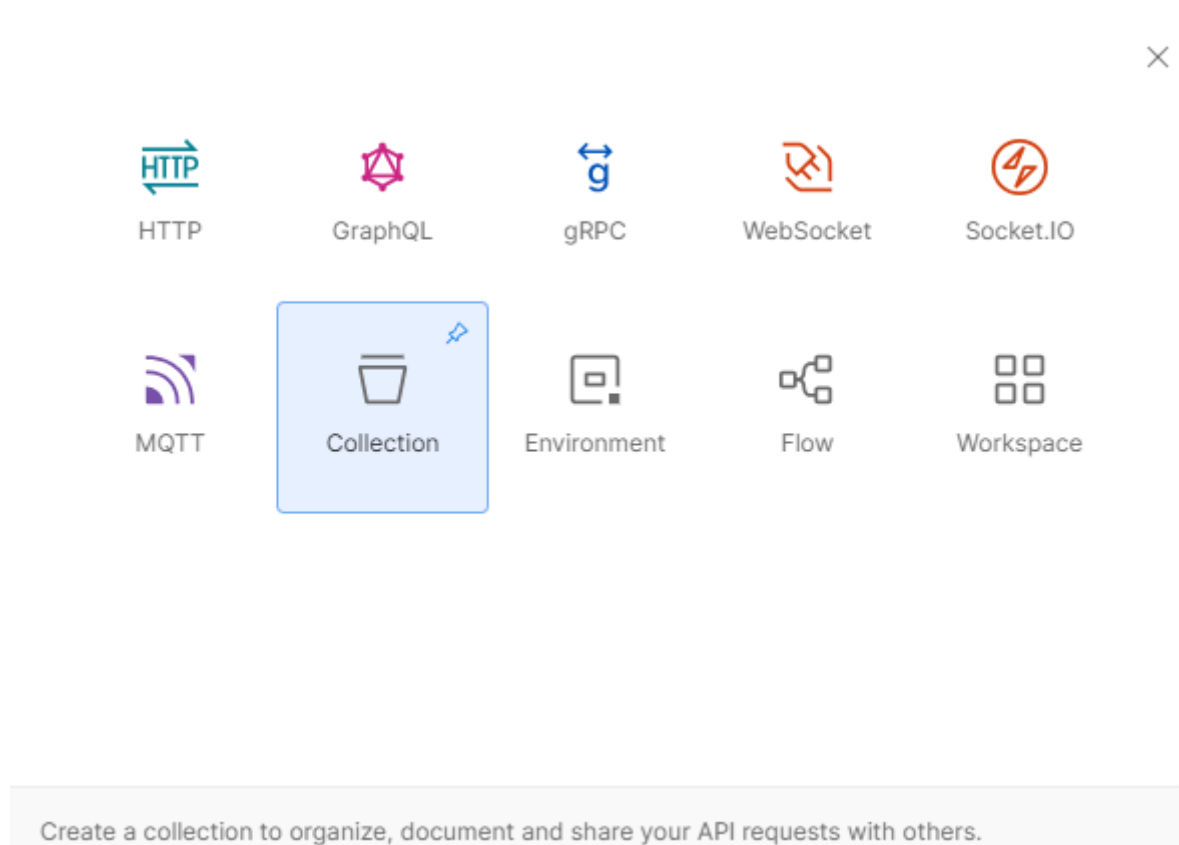 HTTP
g
HTTP GraphQL gRPC WebSocket Socket.IO
MQTT Collection Environment Flow Workspace
Create a collection to organize, document and share your API requests with others.